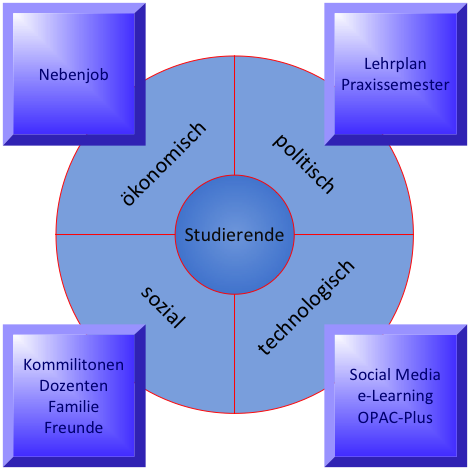 Nebenjob
Lehrplan
Praxissemester
ökonomisch
politisch
Studierende
sozial
technologisch
Kommilitonen
Dozenten
Familie
Freunde
Social Media
e-Learning
OPAC-Plus